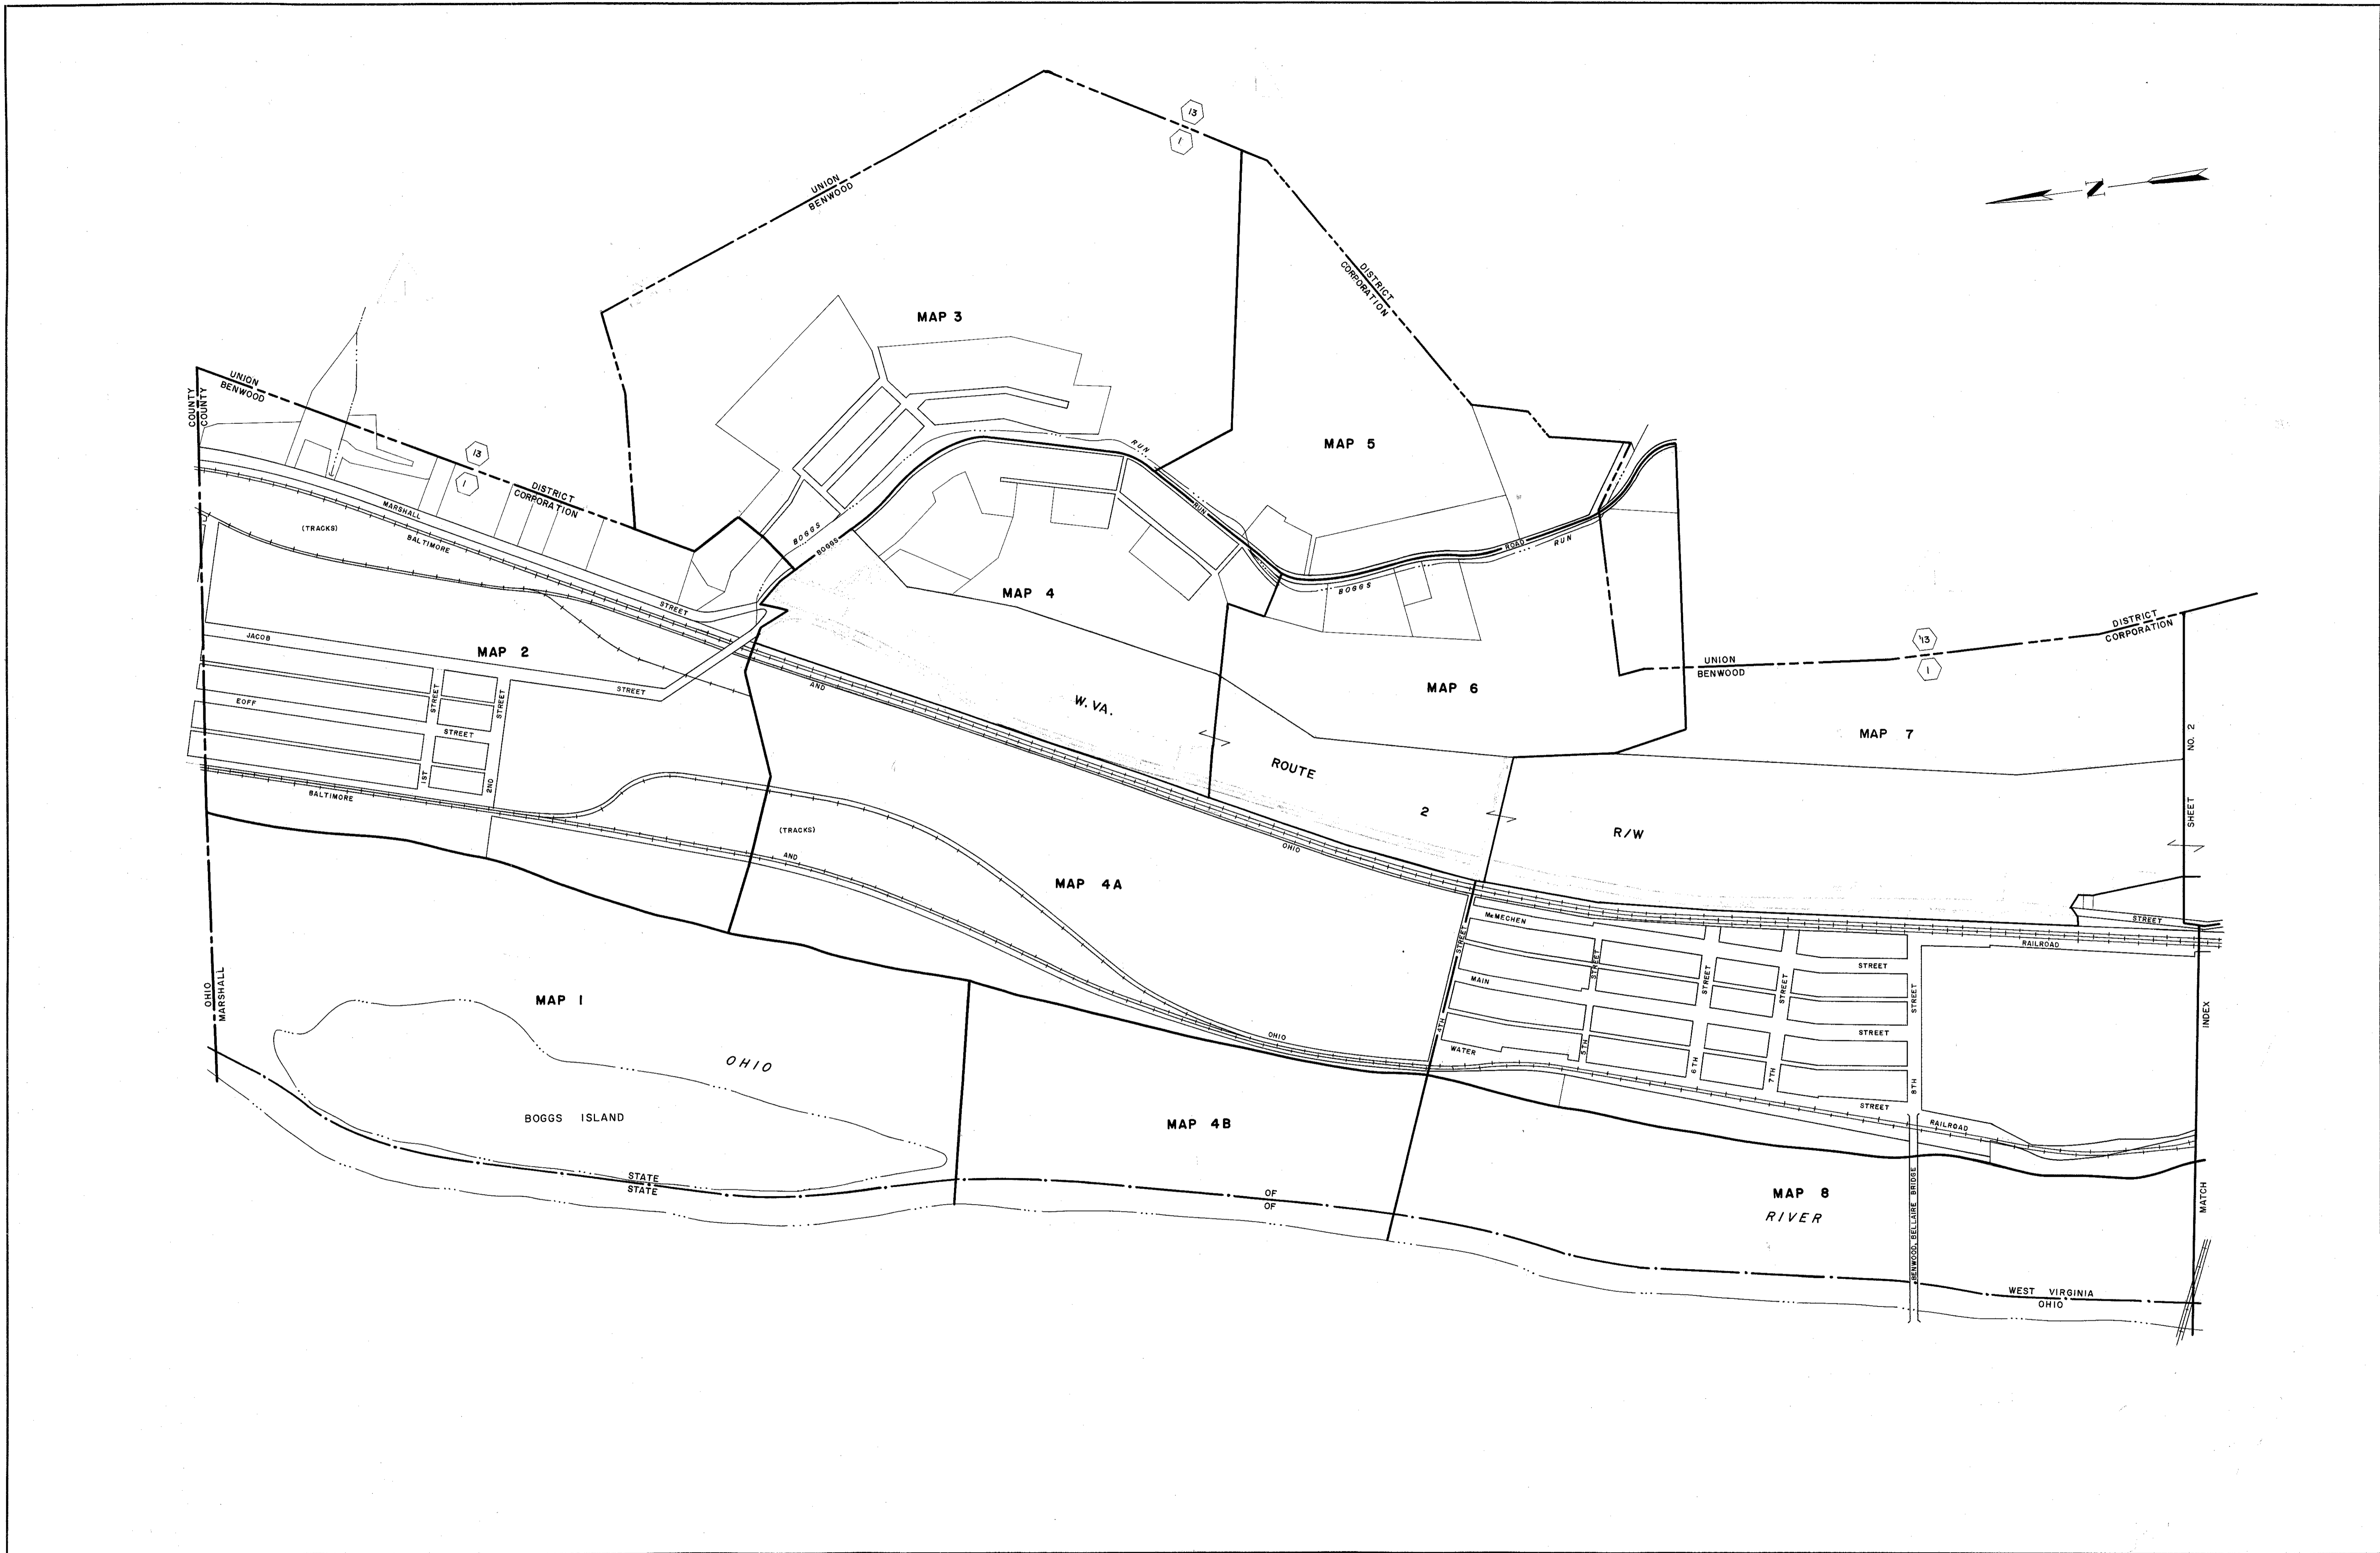 13
1
UNION
BENWOOD
N
DISTRICT
CORPORATION
MAP 3
UNION
BENWOOD
COUNTY
COUNTY
13
1
DISTRICT
CORPORATION
MARSHALL
(TRACKS)
BALTIMORE
STREET
BOGGS
BOGGS
RUN
RUN
MAP 5
ROAD
RUN
BOGGS
MAP 4
JACOB
MAP 2
STREET
EOFF
STREET
STREET
STREET
1ST
2ND
BALTIMORE
AND
W. VA.
MAP 6
ROUTE
2
R/W
UNION
BENWOOD
13
1
DISTRICT
CORPORATION
MAP 7
SHEET NO. 2
(TRACKS)
AND
MAP 4A
OHIO
OHIO
McMECHEN
STREET
RAILROAD
STREET
MAIN
STREET
WATER
STREET
4TH STREET
5TH STREET
6TH STREET
7TH STREET
8TH STREET
RAILROAD
MATCH INDEX
OHIO
MARSHALL
MAP 1
OHIO
BOGGS ISLAND
MAP 4B
MAP 8
RIVER
BENWOOD, BELLAIRE BRIDGE
STATE
STATE
OF
OF
WEST VIRGINIA
OHIO